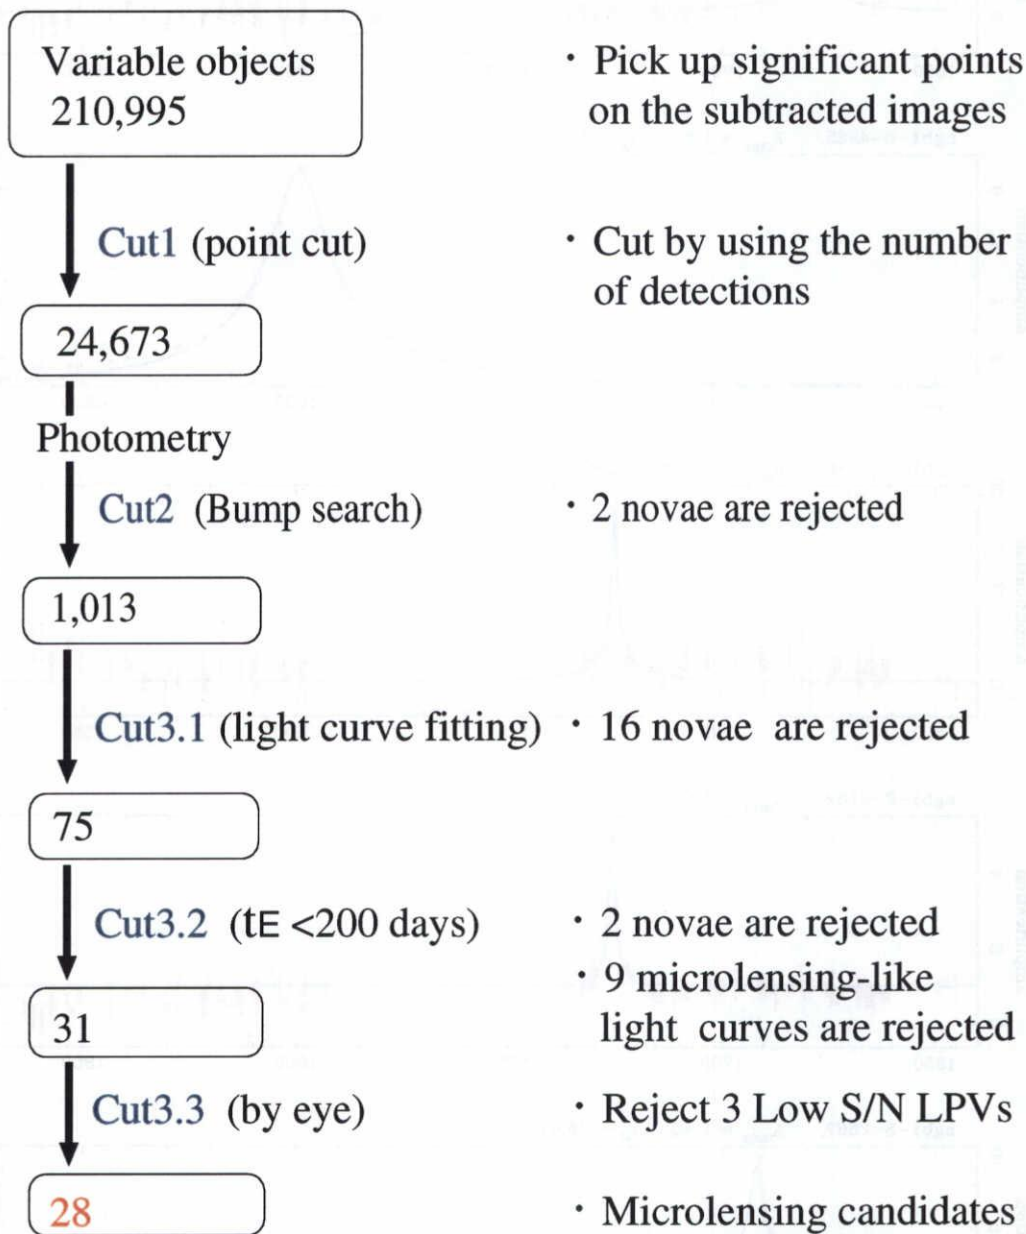 Variable objects
210,995
· Pick up significant points
on the subtracted images
Cut1 (point cut)
· Cut by using the number
of detections
24,673
Photometry
Cut2 (Bump search)
· 2 novae are rejected
1,013
Cut3.1 (light curve fitting)
· 16 novae are rejected
75
Cut3.2 (tE <200 days)
· 2 novae are rejected
· 9 microlensing-like
light curves are rejected
31
Cut3.3 (by eye)
· Reject 3 Low S/N LPVs
28
· Microlensing candidates